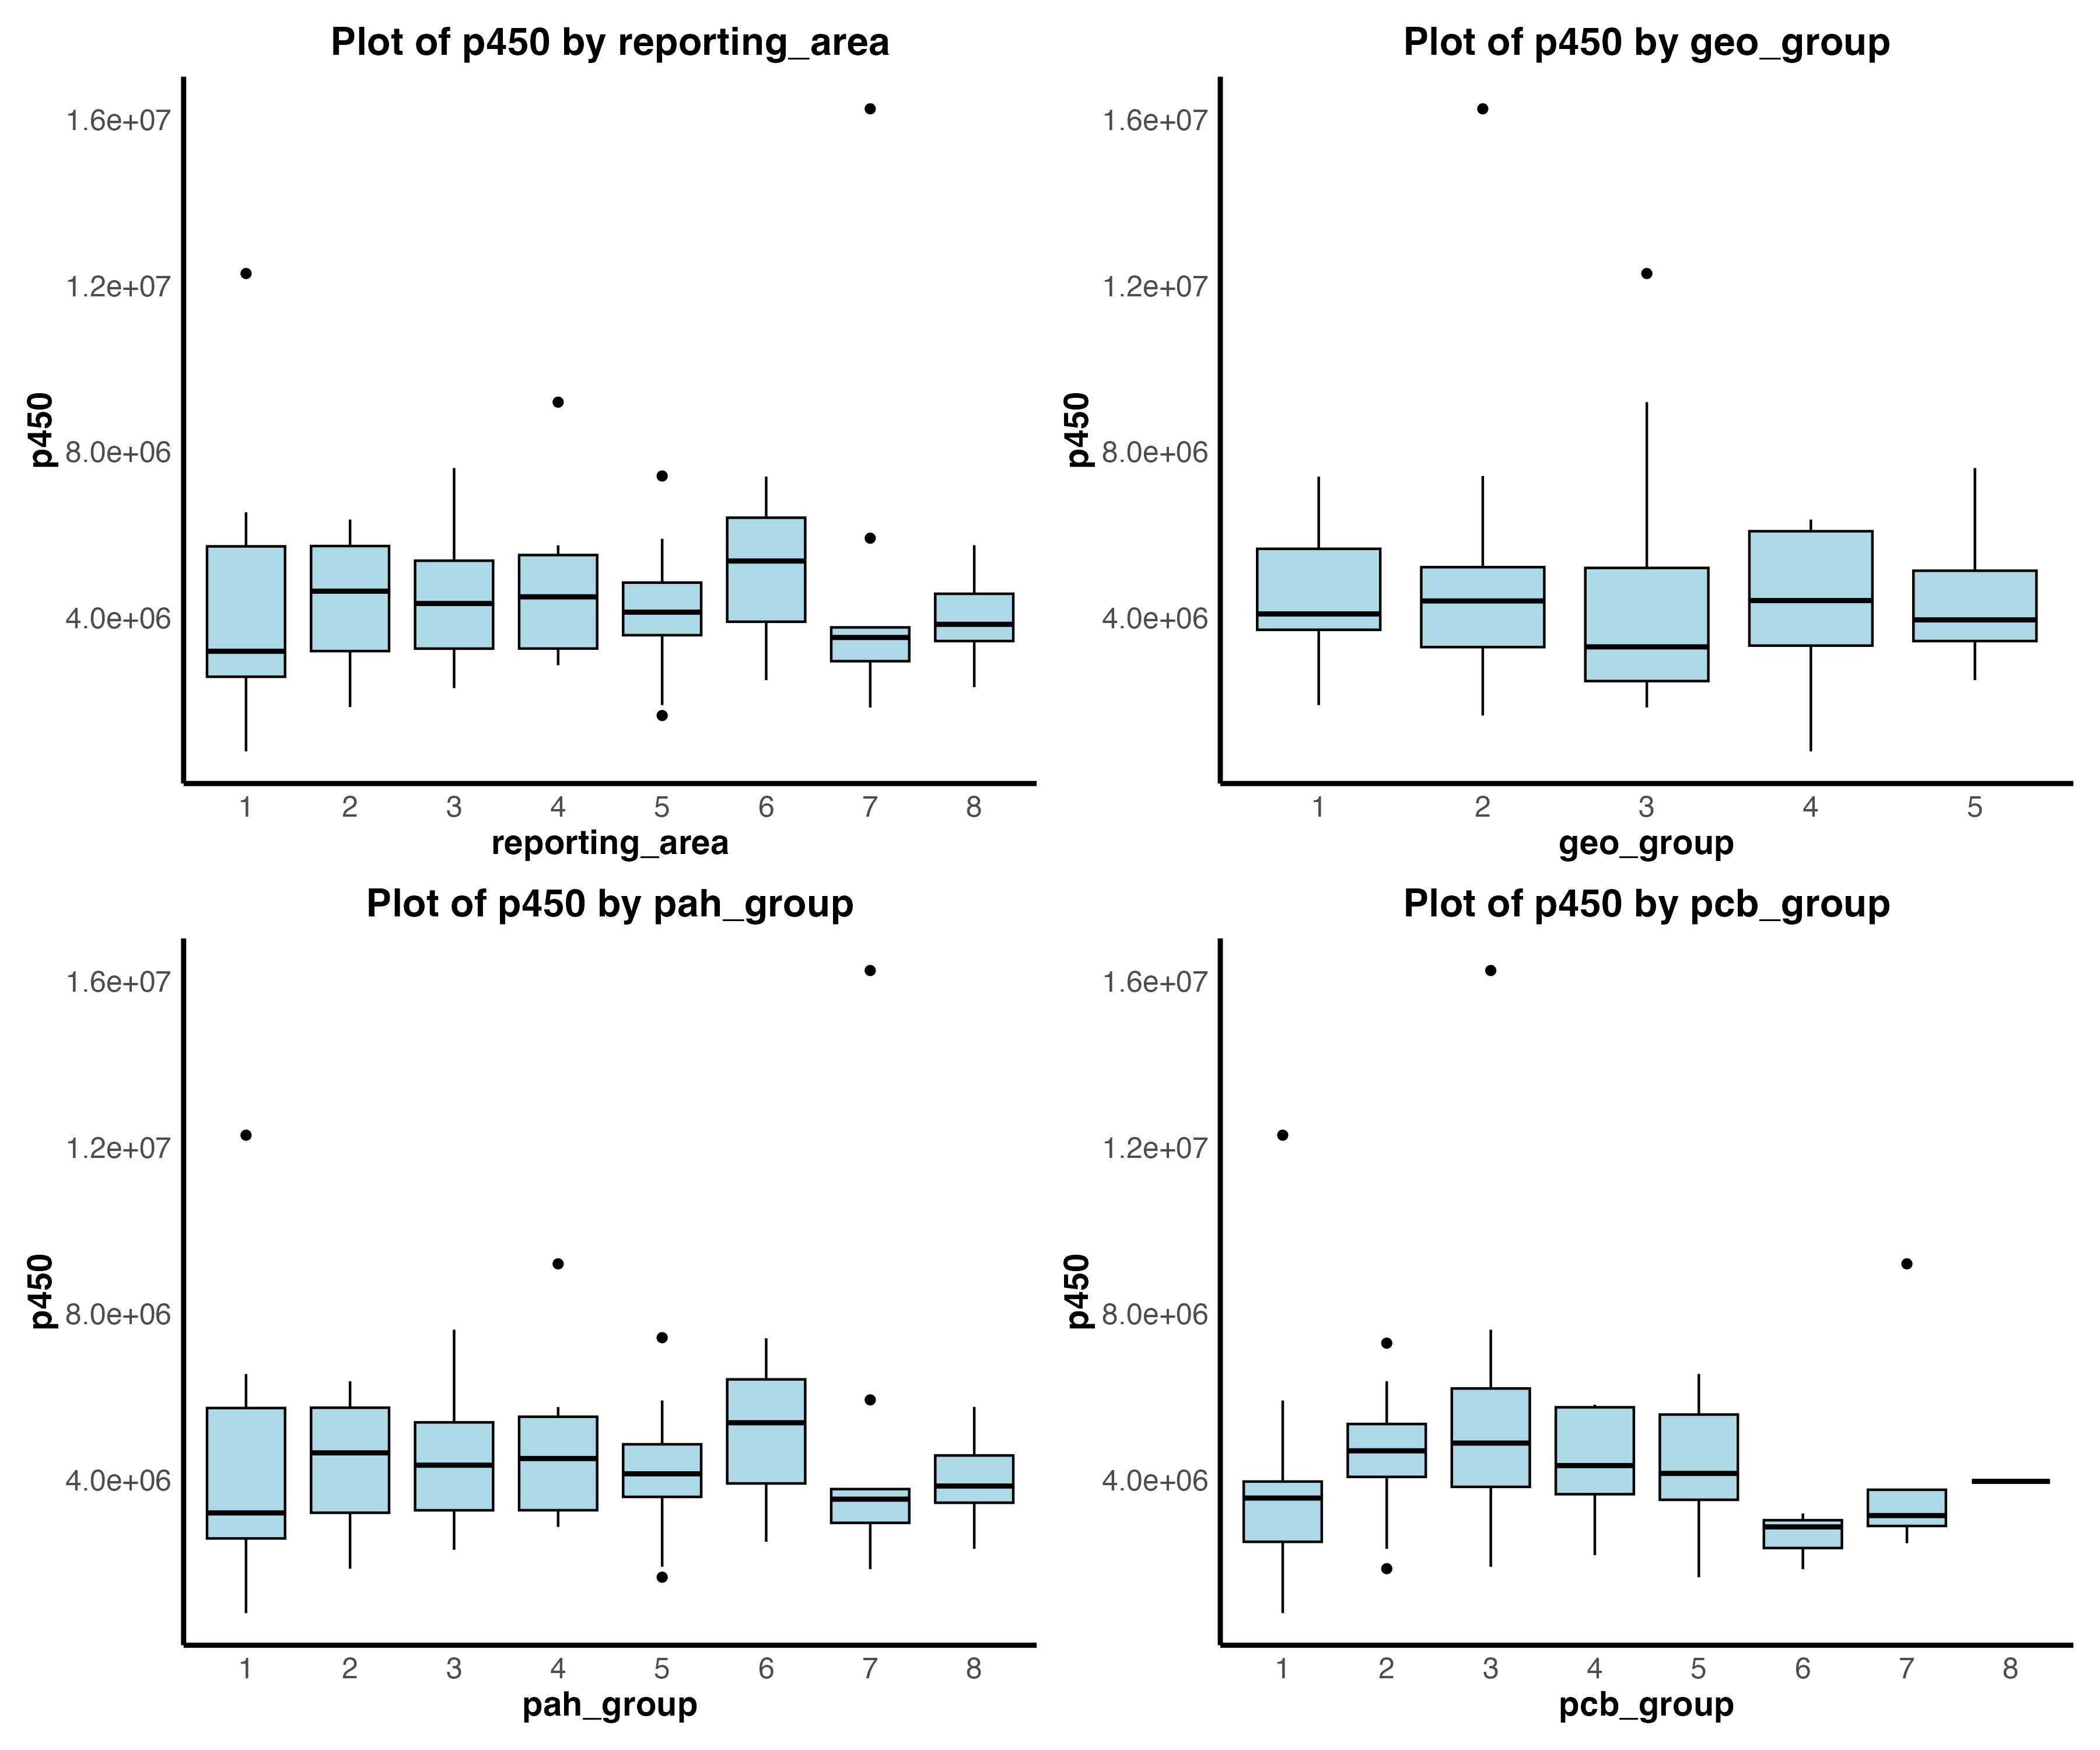 Plot of p450 by reporting_area
p450
1.6e+07
1.2e+07
8.0e+06
4.0e+06
1 2 3 4 5 6 7 8
reporting_area
Plot of p450 by geo_group
p450
1.6e+07
1.2e+07
8.0e+06
4.0e+06
1 2 3 4 5
geo_group
Plot of p450 by pah_group
p450
1.6e+07
1.2e+07
8.0e+06
4.0e+06
1 2 3 4 5 6 7 8
pah_group
Plot of p450 by pcb_group
p450
1.6e+07
1.2e+07
8.0e+06
4.0e+06
1 2 3 4 5 6 7 8
pcb_group